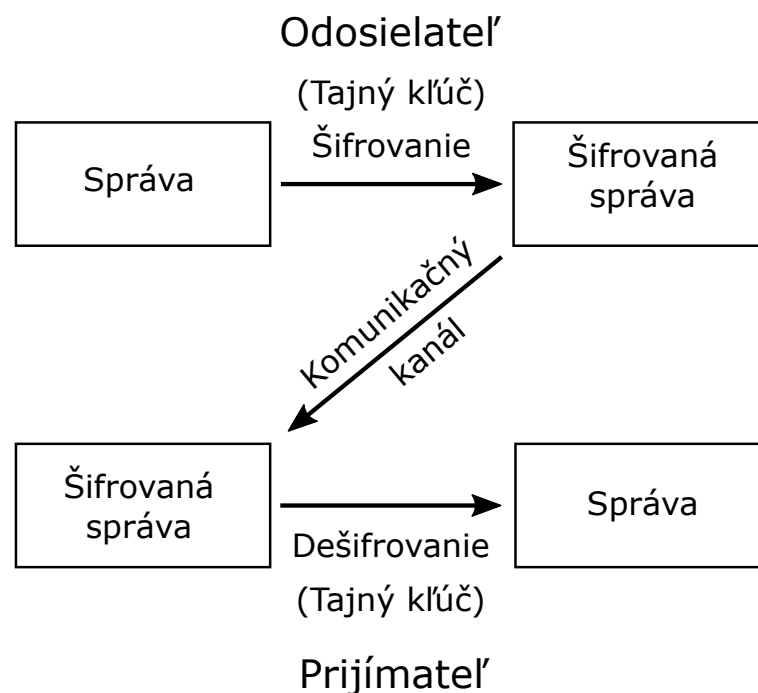 Odosielateľ
(Tajný kľúč)
Šifrovanie
Správa
Šifrovaná
správa
Komunikačný
kanál
Šifrovaná
správa
Správa
Dešifrovanie
(Tajný kľúč)
Prijímateľ